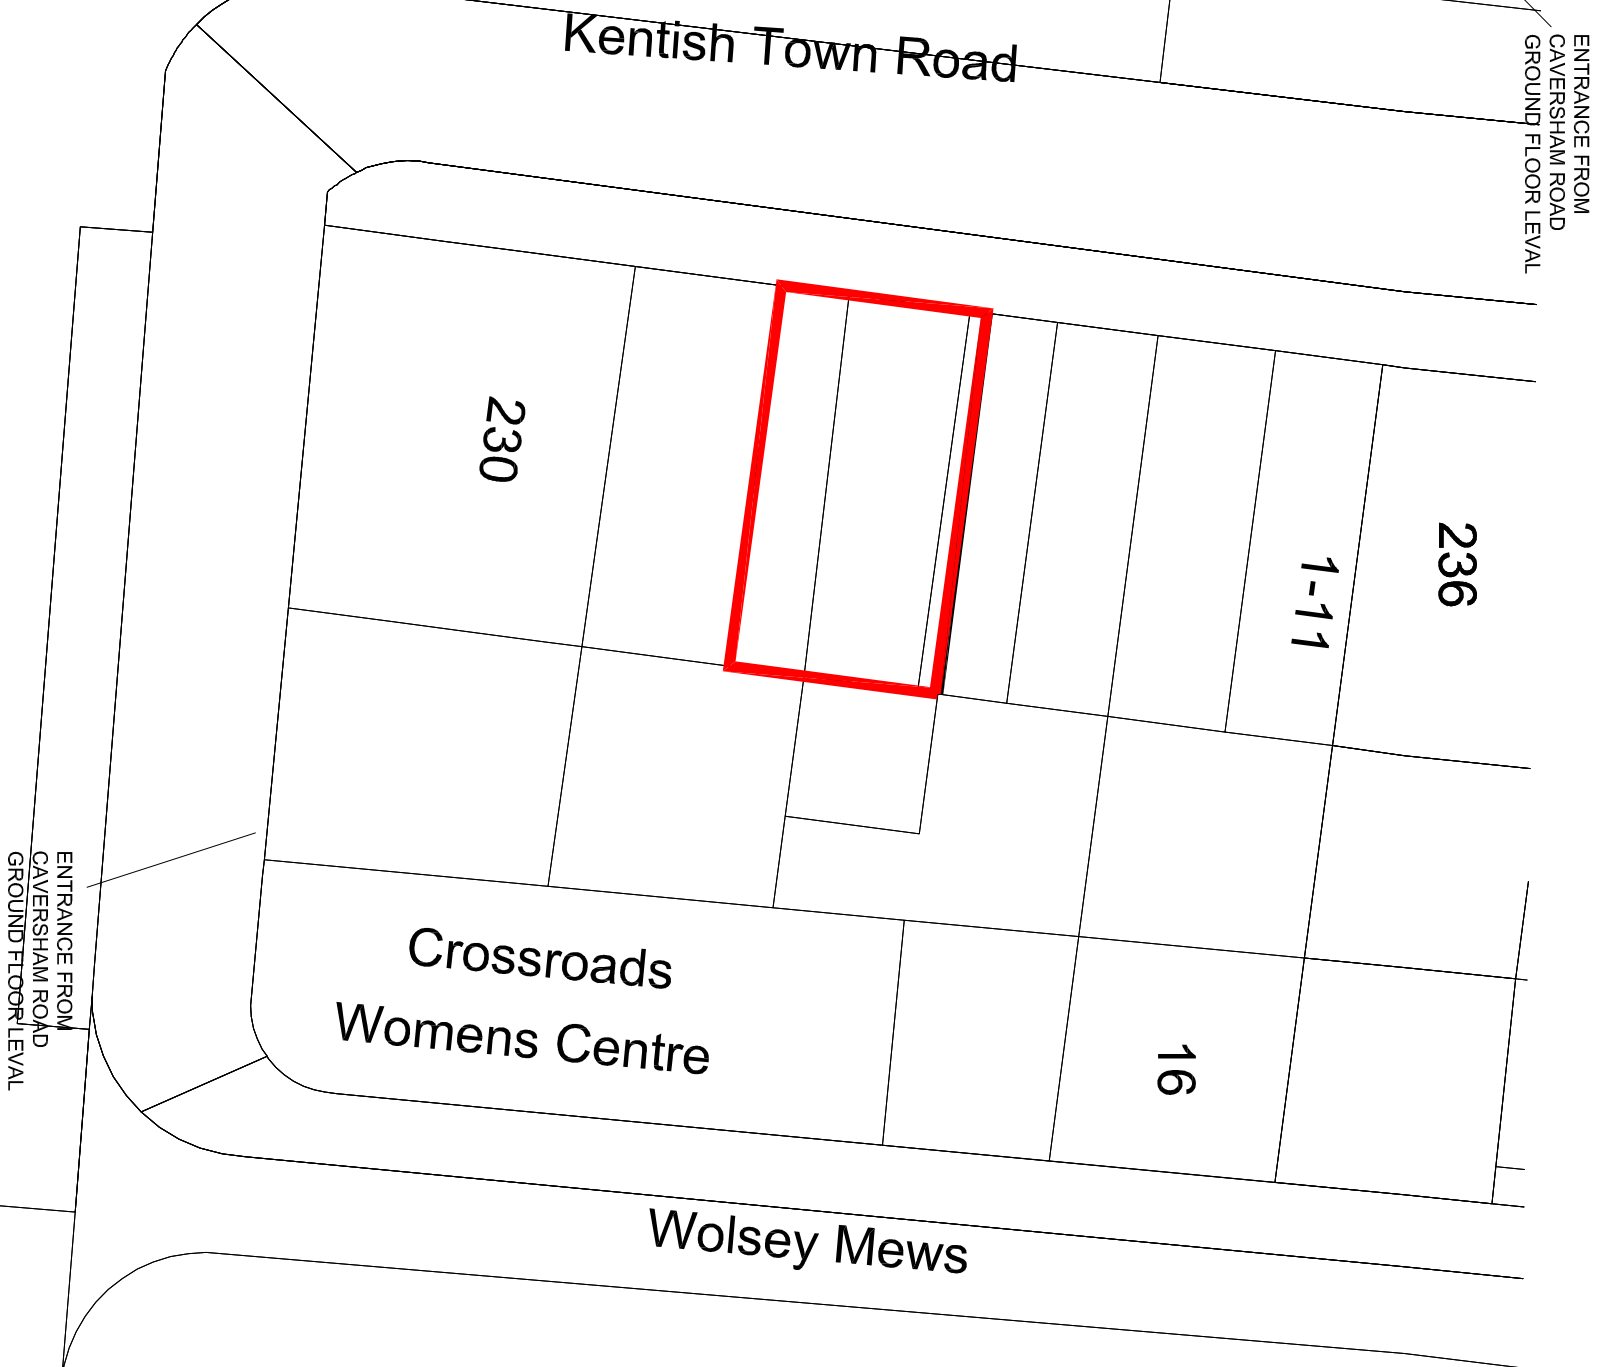 Kentish Town Road
ENTRANCE FROM
CAVERSHAM ROAD
GROUND FLOOR LEVAL
230
236
1-11
ENTRANCE FROM
CAVERSHAM ROAD
GROUND FLOOR LEVAL
Crossroads
Womens Centre
16
Wolsey Mews